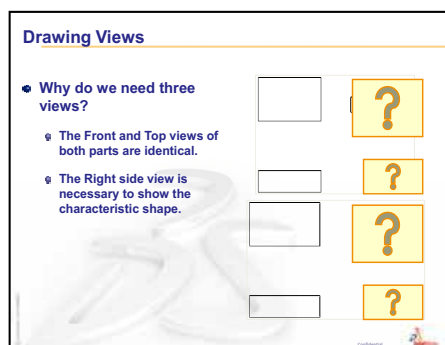 Drawing Views
Why do we need three
views?
The Front and Top views of
both parts are identical.
The Right side view is
necessary to show the
characteristic shape.
?
?
?
?
Confidential